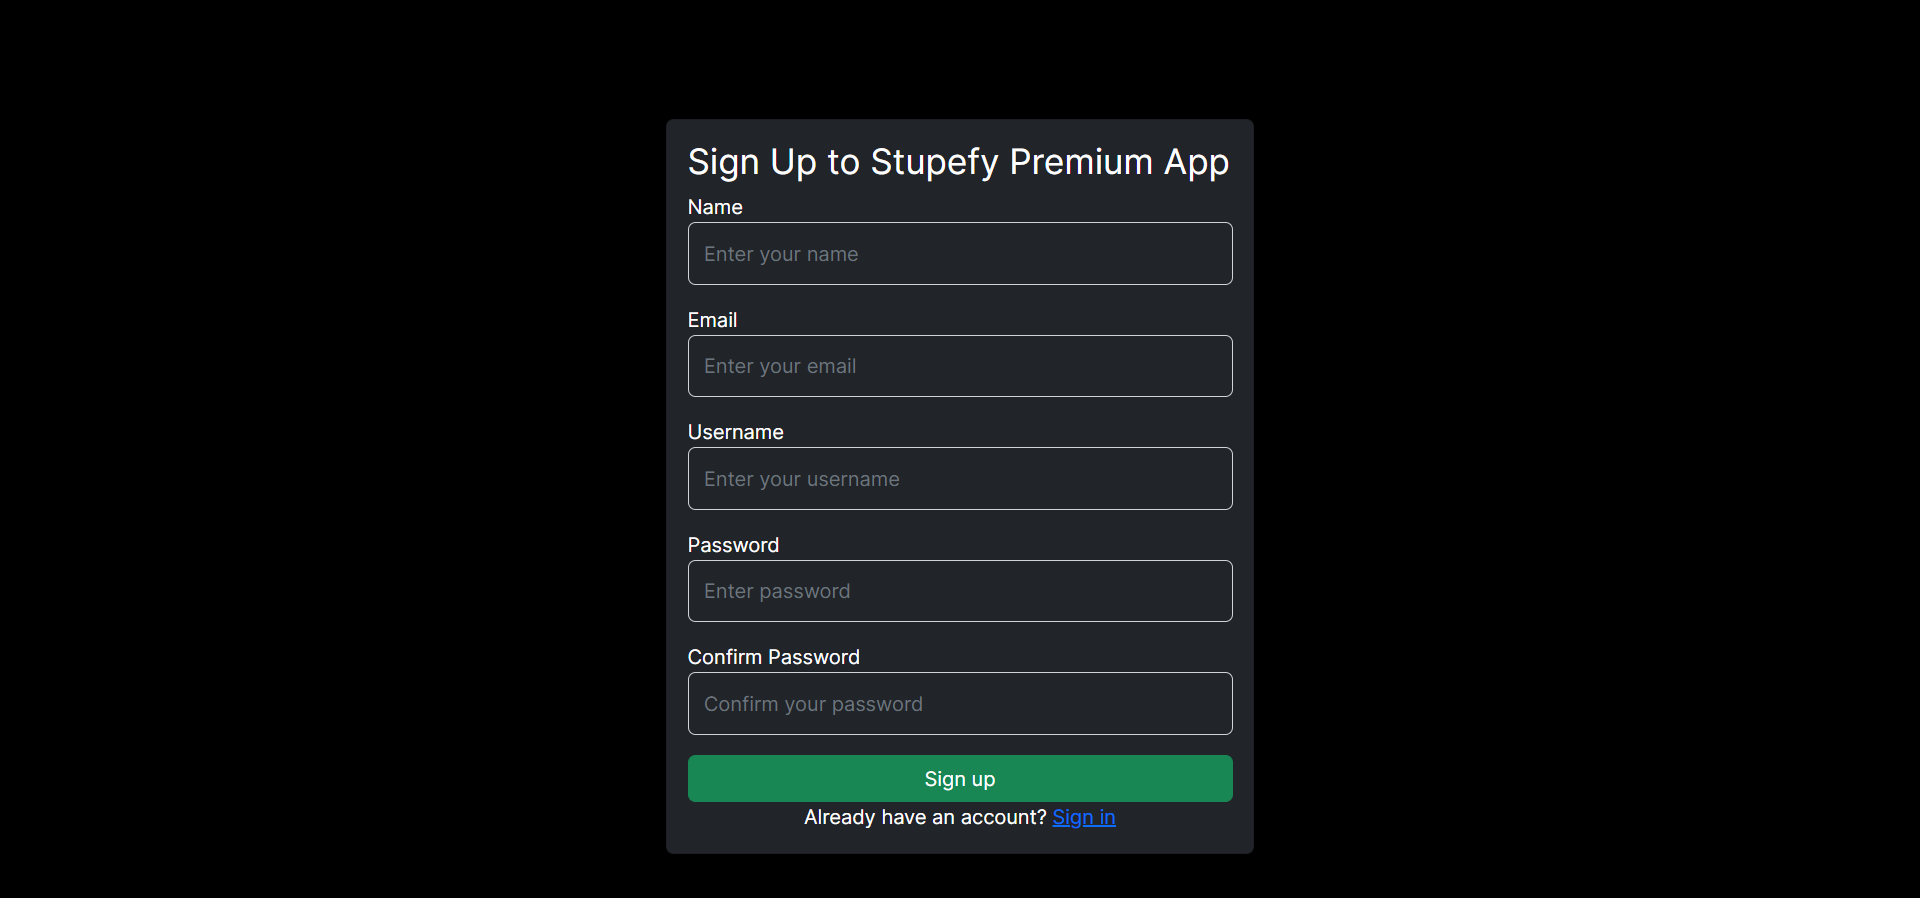 Sign Up to Stupefy Premium App
Name
Enter your name
Email
Enter your email
Username
Enter your username
Password
Enter password
Confirm Password
Confirm your password
Sign up
Already have an account? Sign in